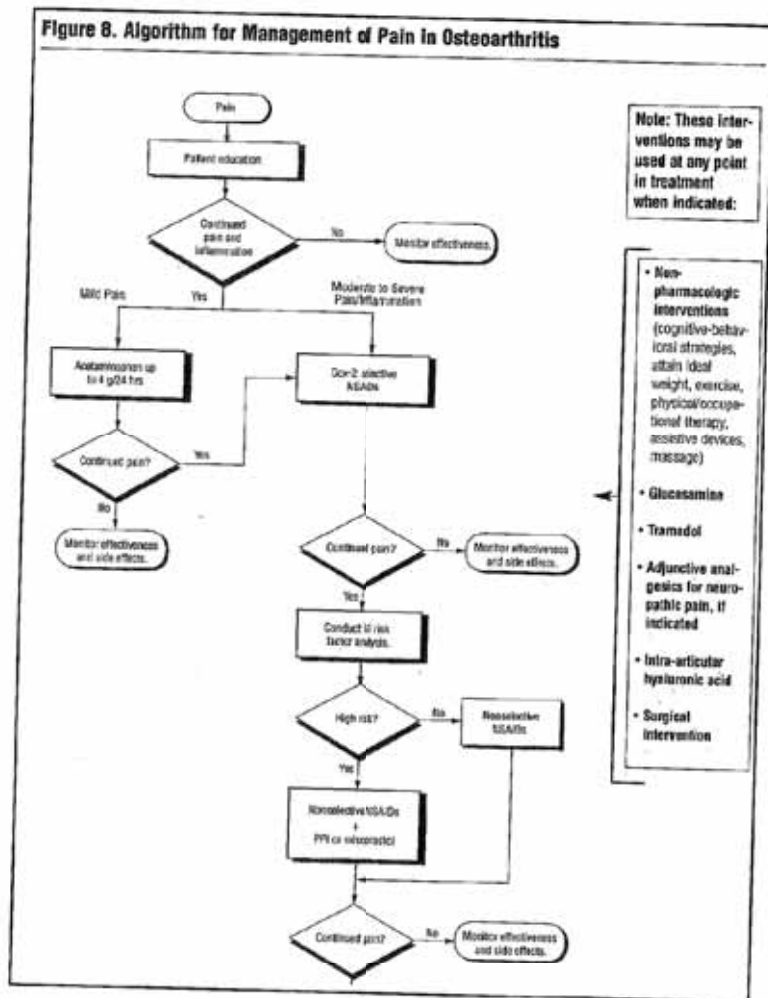 Figure 8. Algorithm for Management of Pain in Osteoarthritis
Pain
Patient education
Continued
pain and
inflammation
No
Monitor effectiveness.
Mild Pain
Yes
Moderate to Severe
Pain/Inflammation
Acetaminophen up
to 4 g/24 hrs
Cox-2 selective
NSAIDs
Continued pain?
Yes
No
Monitor effectiveness
and side effects.
Continued pain?
No
Monitor effectiveness
and side effects.
Yes
Conduct GI risk
factor analysis.
High risk?
No
Nonselective
NSAIDs
Yes
Nonselective NSAIDs
+
PPI or misoprostol
Continued pain?
No
Monitor effectiveness
and side effects.
Note: These inter-
ventions may be
used at any point
in treatment
when indicated:
• Non-
pharmacologic
interventions
(cognitive-behav-
ioral strategies,
attain ideal
weight, exercise,
physical/occupa-
tional therapy,
assistive devices,
massage)
• Glucosamine
• Tramadol
• Adjunctive anal-
gesics for neuro-
pathic pain, if
indicated
• Intra-articular
hyaluronic acid
• Surgical
intervention